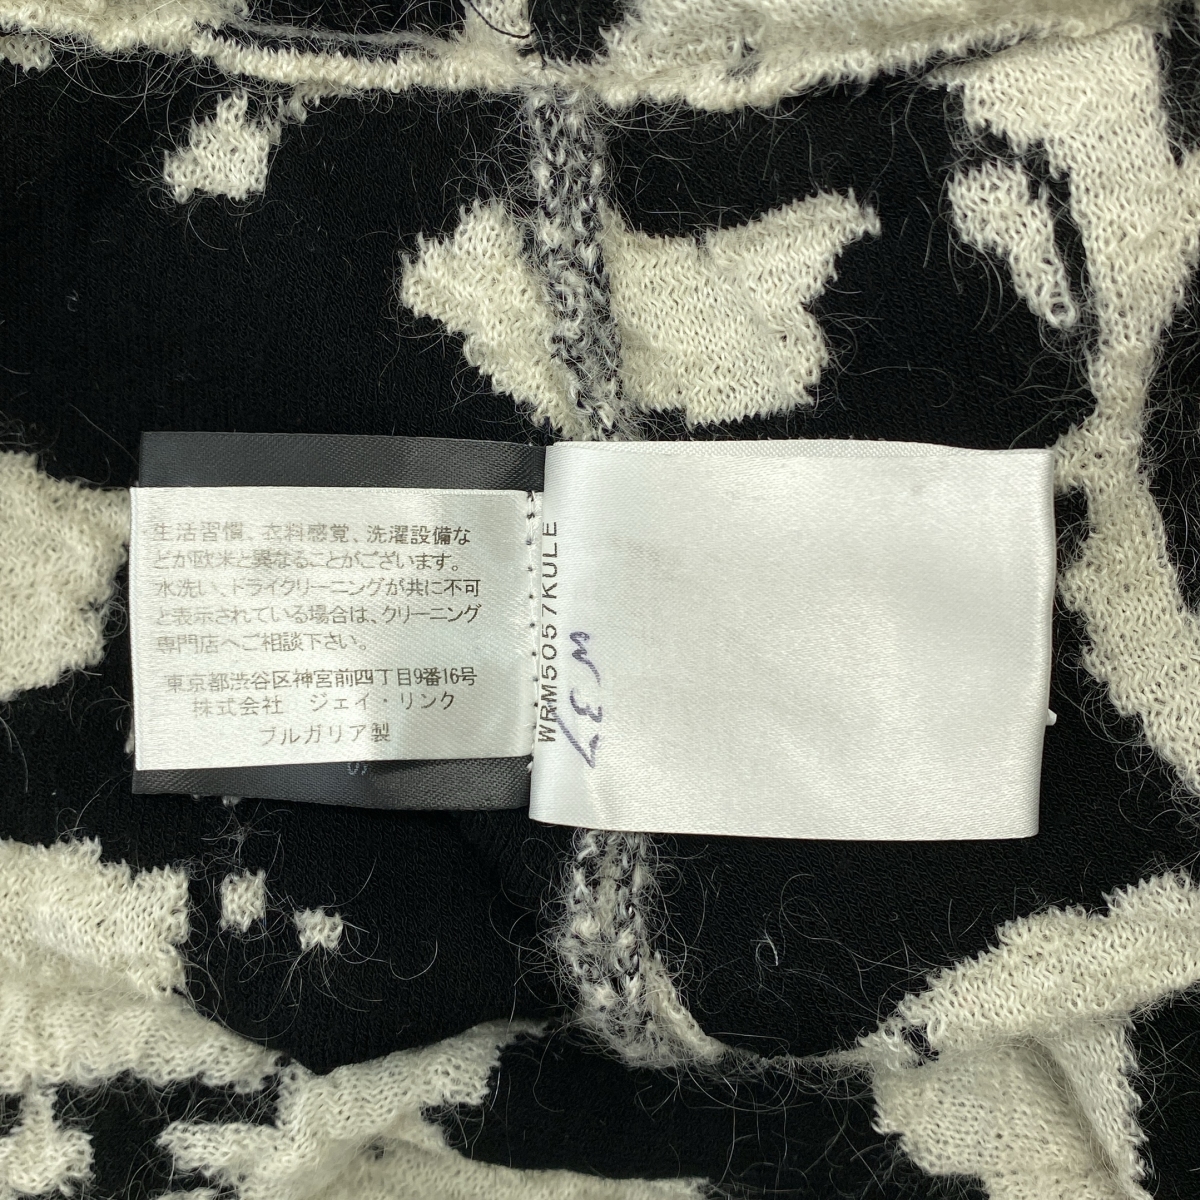 生活習慣、衣料感覚、洗濯設備な
どが欧米と異なることがございます。
水洗い、ドライクリーニングが共に不可
と表示されている場合は、クリーニング
専門店へご相談下さい。
東京都渋谷区神宮前四丁目9番16号
株式会社 ジェイ・リンク
ブルガリア製
S
WRM5057KULE
W 37